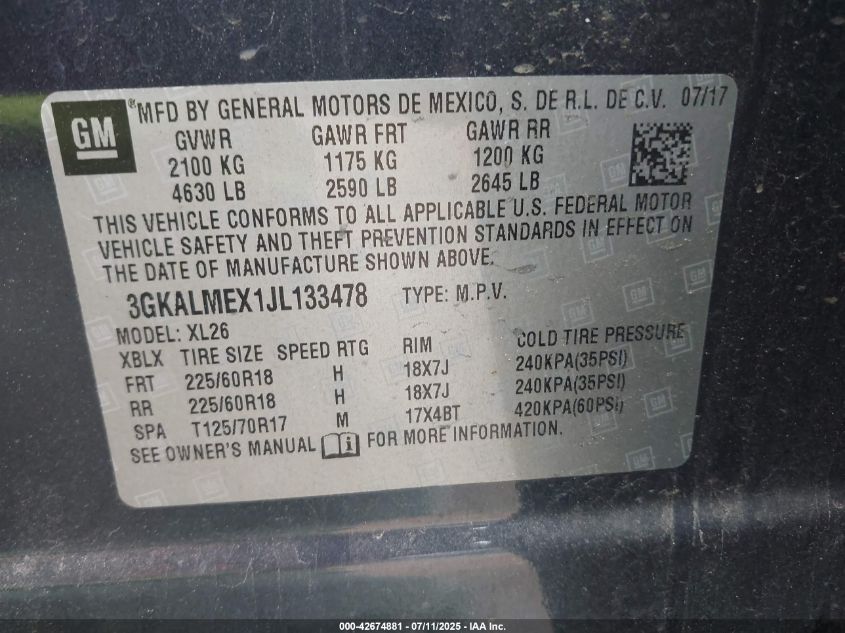 GM ® MFD BY GENERAL MOTORS DE MEXICO, S. DE R.L. DE C.V. 07/17
GVWR GAWR FRT GAWR RR
2100 KG 1175 KG 1200 KG
4630 LB 2590 LB 2645 LB
THIS VEHICLE CONFORMS TO ALL APPLICABLE U.S. FEDERAL MOTOR
VEHICLE SAFETY AND THEFT PREVENTION STANDARDS IN EFFECT ON
THE DATE OF MANUFACTURE SHOWN ABOVE.
3GKALMEX1JL133478 TYPE: M.P.V.
MODEL: XL26
XBLX TIRE SIZE SPEED RTG RIM COLD TIRE PRESSURE
FRT 225/60R18 H 18X7J 240KPA(35PSI)
RR 225/60R18 H 18X7J 240KPA(35PSI)
SPA T125/70R17 M 17X4BT 420KPA(60PSI)
SEE OWNER'S MANUAL i FOR MORE INFORMATION.
000-42674881 - 07/11/2025 - IAA Inc.